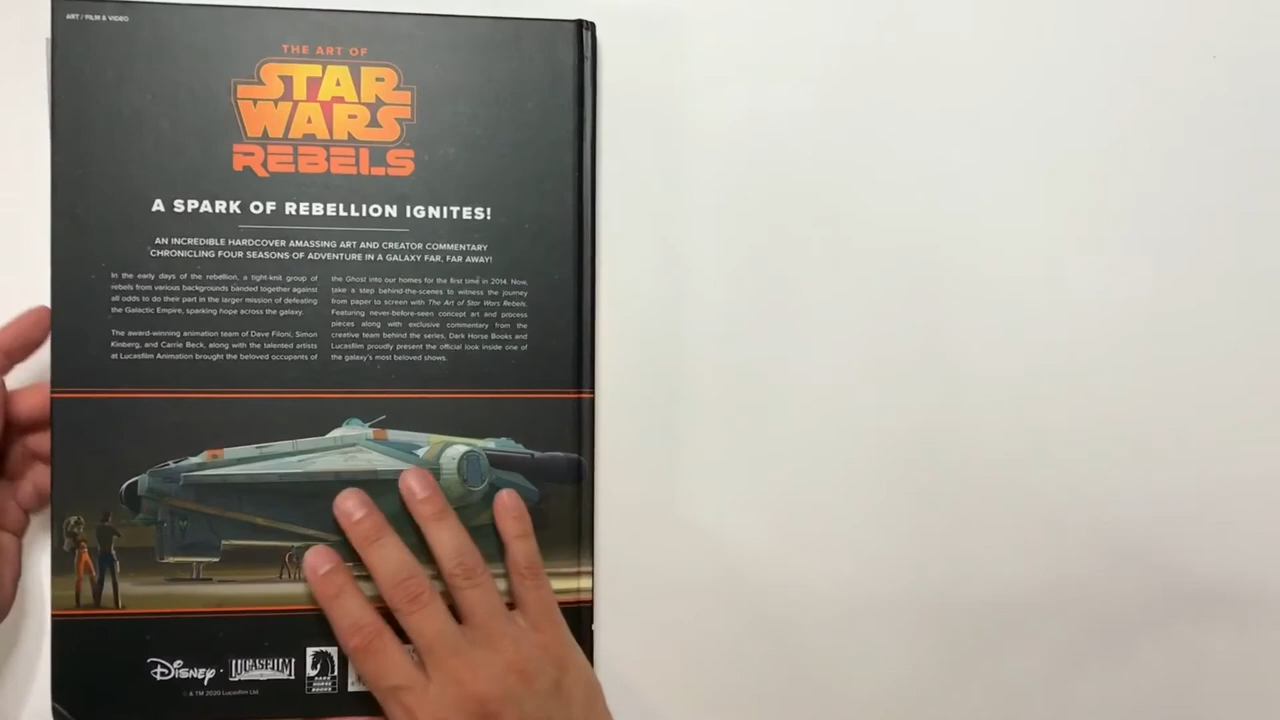 ART / FILM & VIDEO
THE ART OF
STAR
WARS
REBELS
A SPARK OF REBELLION IGNITES!
AN INCREDIBLE HARDCOVER AMASSING ART AND CREATOR COMMENTARY
CHRONICLING FOUR SEASONS OF ADVENTURE IN A GALAXY FAR, FAR AWAY!
In the early days of the rebellion, a tight-knit group of
rebels from various backgrounds banded together against
all odds to do their part in the larger mission of defeating
the Galactic Empire, sparking hope across the galaxy.
The award-winning animation team of Dave Filoni, Simon
Kinberg, and Carrie Beck, along with the talented artists
at Lucasfilm Animation brought the beloved occupants of
the Ghost into our homes for the first time in 2014. Now,
take a step behind-the-scenes to witness the journey
from paper to screen with The Art of Star Wars Rebels.
Featuring never-before-seen concept art and process
pieces along with exclusive commentary from the
creative team behind the series, Dark Horse Books and
Lucasfilm proudly present the official look inside one of
the galaxy's most beloved shows.
DISNEY · LUCASFILM
DARK
HORSE
BOOKS
© & TM 2020 Lucasfilm Ltd.